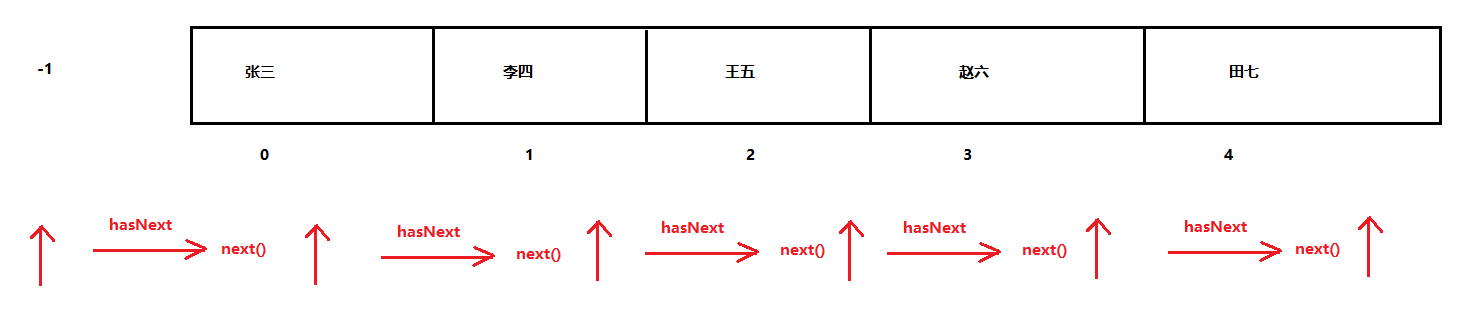 -1 张三 李四 王五 赵六 田七
0 1 2 3 4
hasNext next() hasNext next() hasNext next() hasNext next() hasNext next()